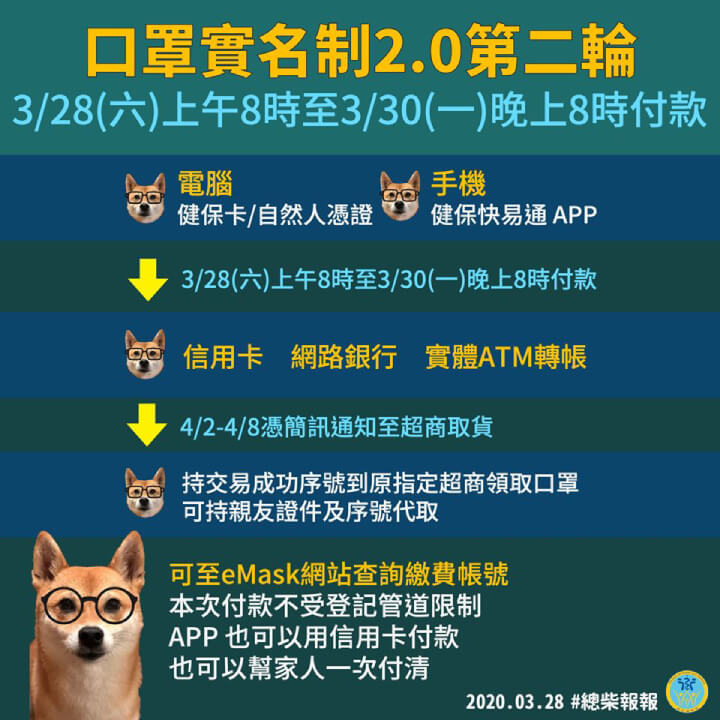 口罩實名制2.0第二輪
3/28(六)上午8時至3/30(一)晚上8時付款
電腦
健保卡/自然人憑證
手機
健保快易通 APP
3/28(六)上午8時至3/30(一)晚上8時付款
信用卡 網路銀行 實體ATM轉帳
4/2-4/8憑簡訊通知至超商取貨
持交易成功序號到原指定超商領取口罩
可持親友證件及序號代取
可至eMask網站查詢繳費帳號
本次付款不受登記管道限制
APP 也可以用信用卡付款
也可以幫家人一次付清
2020.03.28 #總柴報報